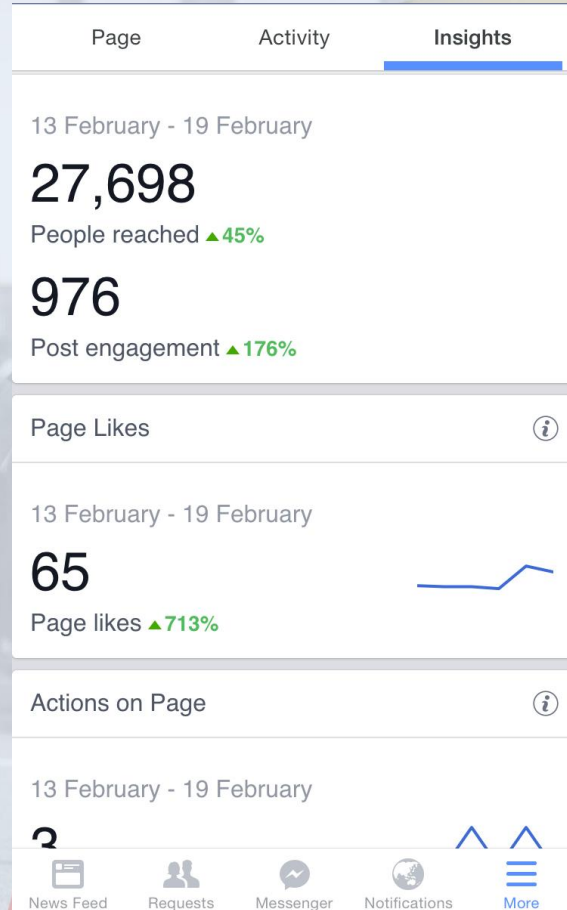 Page Activity Insights
13 February - 19 February
27,698
People reached ▲45%
976
Post engagement ▲176%
Page Likes
13 February - 19 February
65
Page likes ▲713%
Actions on Page
13 February - 19 February
3
News Feed Requests Messenger Notifications More